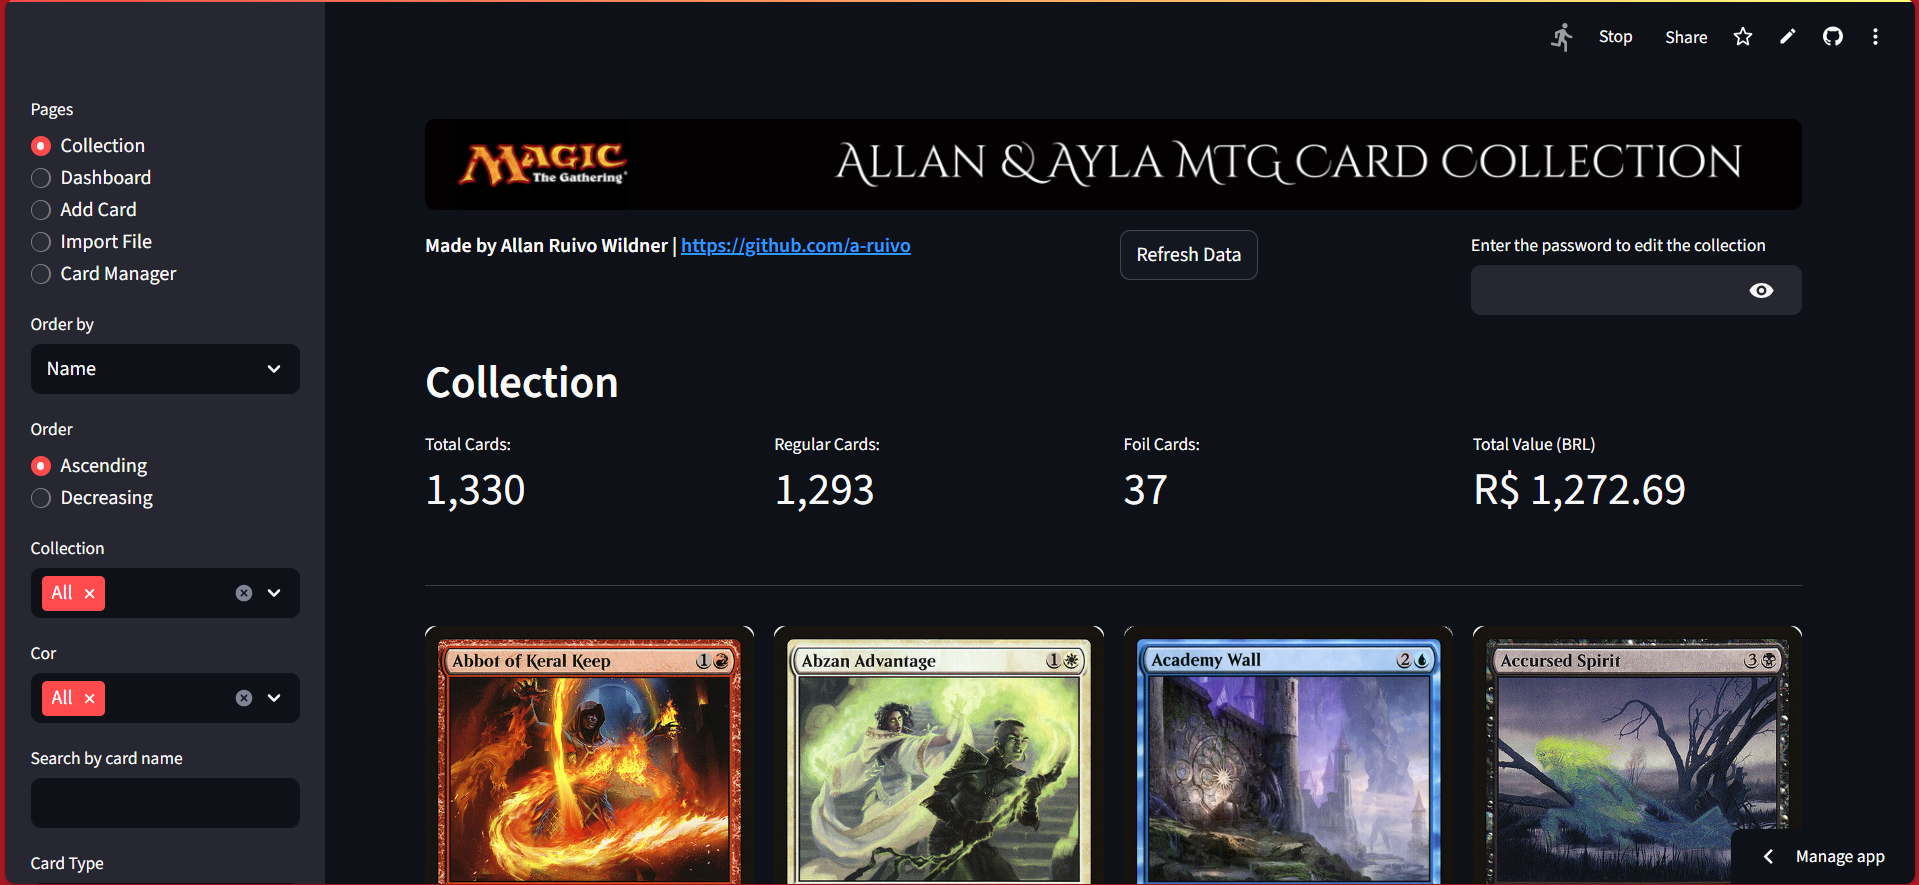 Stop
Share
Pages
Collection
Dashboard
Add Card
Import File
Card Manager
Order by
Name
Order
Ascending
Decreasing
Collection
All
Cor
All
Search by card name
Card Type
MAGIC
The Gathering®
Allan & Ayla MTG Card Collection
Made by Allan Ruivo Wildner | https://github.com/a-ruivo
Refresh Data
Enter the password to edit the collection
Collection
Total Cards:
1,330
Regular Cards:
1,293
Foil Cards:
37
Total Value (BRL)
R$ 1,272.69
Abbot of Keral Keep 1
Abzan Advantage 1
Academy Wall 2
Accursed Spirit 3
Manage app